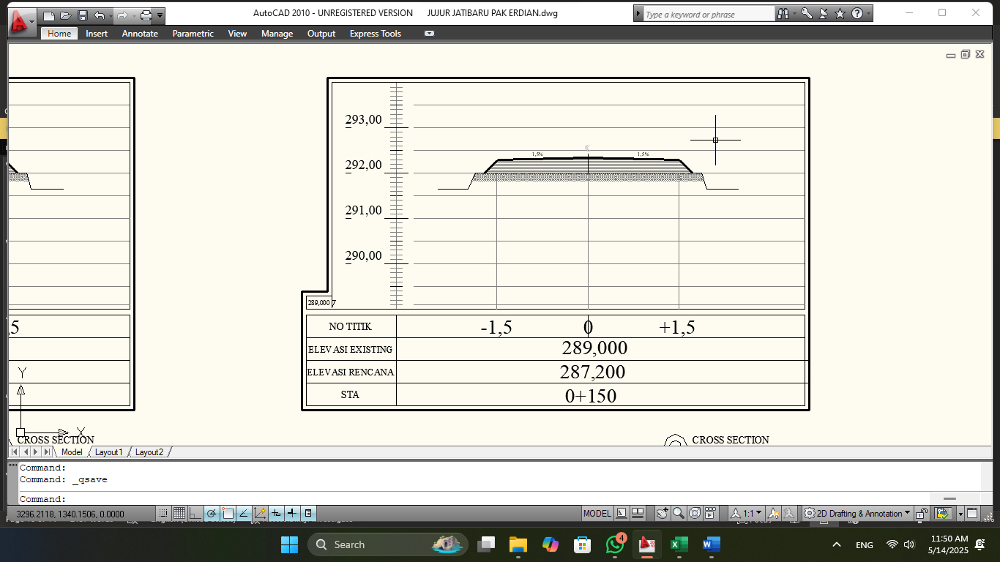 AutoCAD 2010 - UNREGISTERED VERSION JUJUR JATIBARU PAK ERDIAN.dwg
Type a keyword or phrase
Home Insert Annotate Parametric View Manage Output Express Tools
293,00
1,5% 1,5%
292,00
291,00
290,00
289,000
,5
NO TITIK -1,5 0 +1,5
ELEVASI EXISTING 289,000
ELEVASI RENCANA 287,200
STA 0+150
Y
X
CROSS SECTION CROSS SECTION
Model Layout1 Layout2
Command:
Command: _qsave
Command:
3296.2118, 1340.1506, 0.0000 MODEL 1:1 2D Drafting & Annotation
Search 4 ENG 11:50 AM
5/14/2025